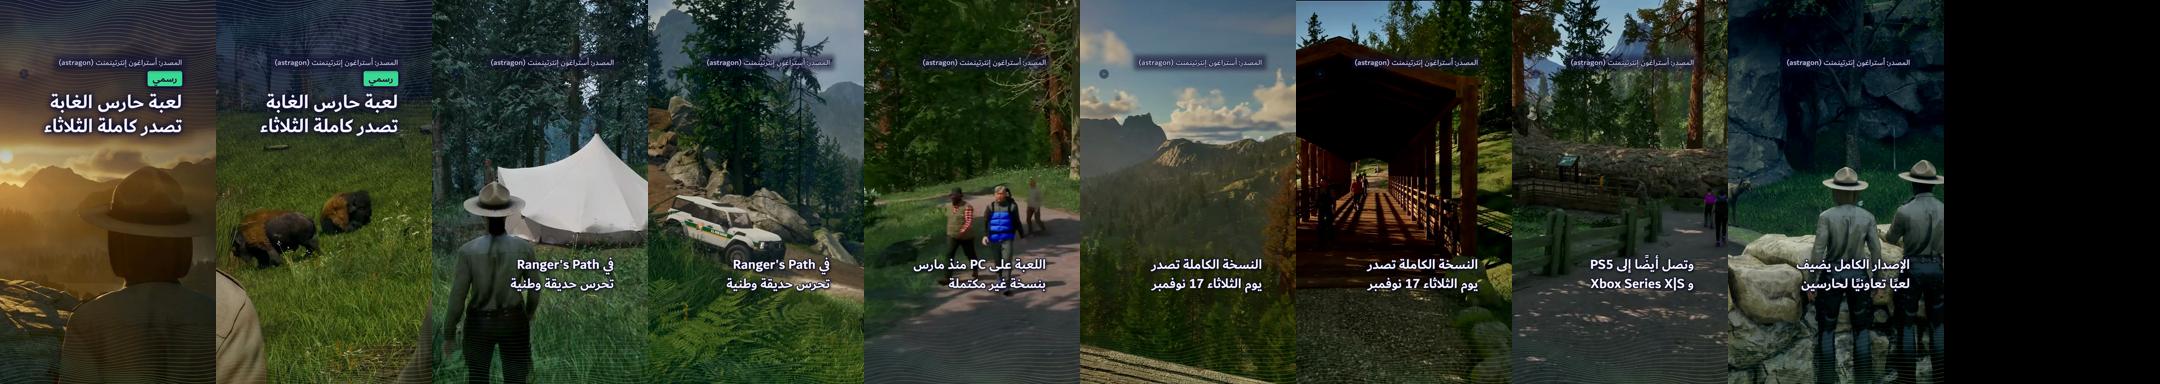 المصدر: أستراغون إنترتينمنت (astragon)
رسمي
لعبة حارس الغابة
تصدر كاملة الثلاثاء
المصدر: أستراغون إنترتينمنت (astragon)
رسمي
لعبة حارس الغابة
تصدر كاملة الثلاثاء
المصدر: أستراغون إنترتينمنت (astragon)
في Ranger's Path
تحرس حديقة وطنية
المصدر: أستراغون إنترتينمنت (astragon)
في Ranger's Path
تحرس حديقة وطنية
المصدر: أستراغون إنترتينمنت (astragon)
اللعبة على PC منذ مارس
بنسخة غير مكتملة
المصدر: أستراغون إنترتينمنت (astragon)
النسخة الكاملة تصدر
يوم الثلاثاء 17 نوفمبر
المصدر: أستراغون إنترتينمنت (astragon)
النسخة الكاملة تصدر
يوم الثلاثاء 17 نوفمبر
المصدر: أستراغون إنترتينمنت (astragon)
وتصل أيضًا إلى PS5
و Xbox Series X|S
المصدر: أستراغون إنترتينمنت (astragon)
الإصدار الكامل يضيف
لعبًا تعاونيًا لحارسين